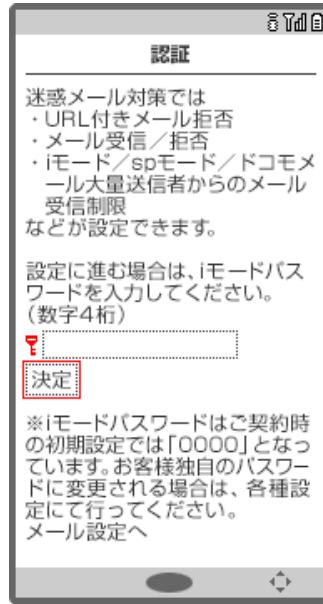 認証
迷惑メール対策では
・URL付きメール拒否
・メール受信／拒否
・iモード／spモード／ドコモメ
ール大量送信者からのメール
受信制限
などが設定できます。
設定に進む場合は、iモードパス
ワードを入力してください。
(数字4桁)
決定
※iモードパスワードはご契約時
の初期設定では「0000」となっ
ています。お客様独自のパスワー
ドに変更される場合は、各種設
定にて行ってください。
メール設定へ